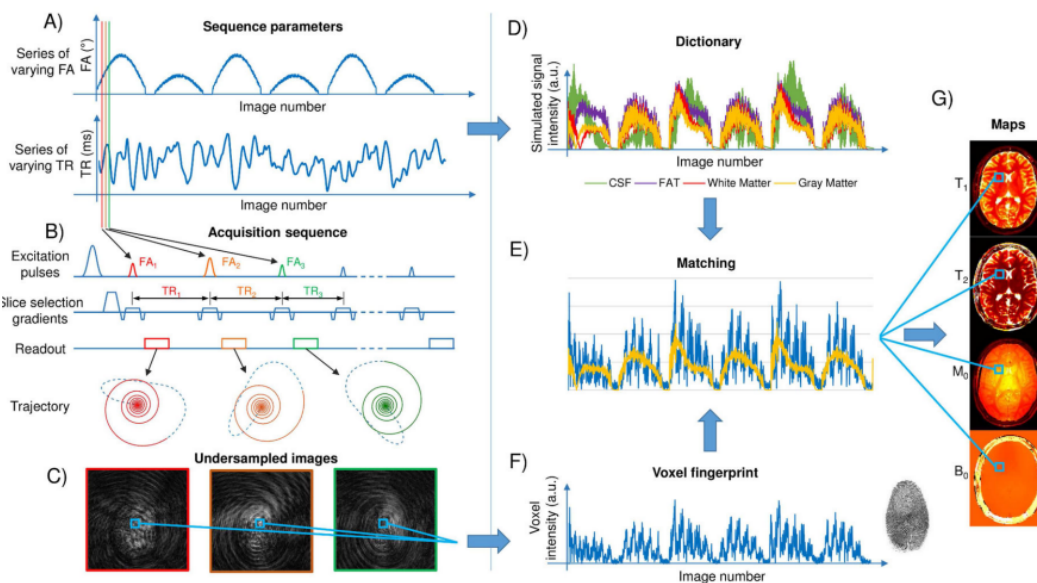 A)
Sequence parameters
Series of
varying FA
FA (°)
Image number
Series of
varying TR
TR (ms)
Image number
B)
Acquisition sequence
Excitation
pulses
FA₁
FA₂
FA₃
Slice selection
gradients
TR₁
TR₂
TR₃
Readout
Trajectory
C)
Undersampled images
D)
Dictionary
Simulated signal
intensity (a.u.)
Image number
CSF
FAT
White Matter
Gray Matter
E)
Matching
F)
Voxel fingerprint
Voxel
intensity (a.u.)
Image number
G)
Maps
T₁
T₂
M₀
B₀